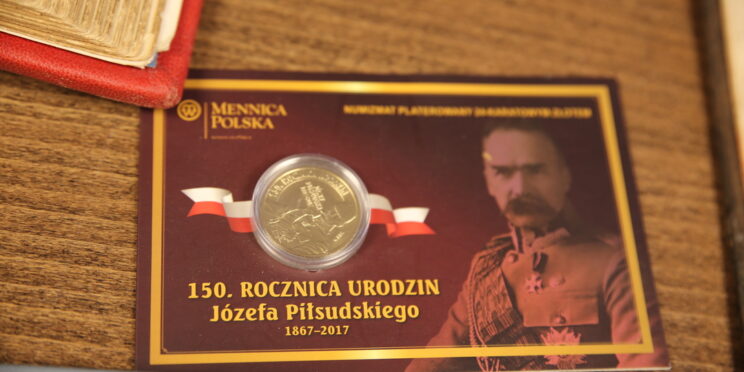 MENNICA
POLSKA
NUMIZMAT PLATEROWANY 24-KARATOWYM ZŁOTEM
150. ROCZNICA URODZIN
Józefa Piłsudskiego
1867–2017